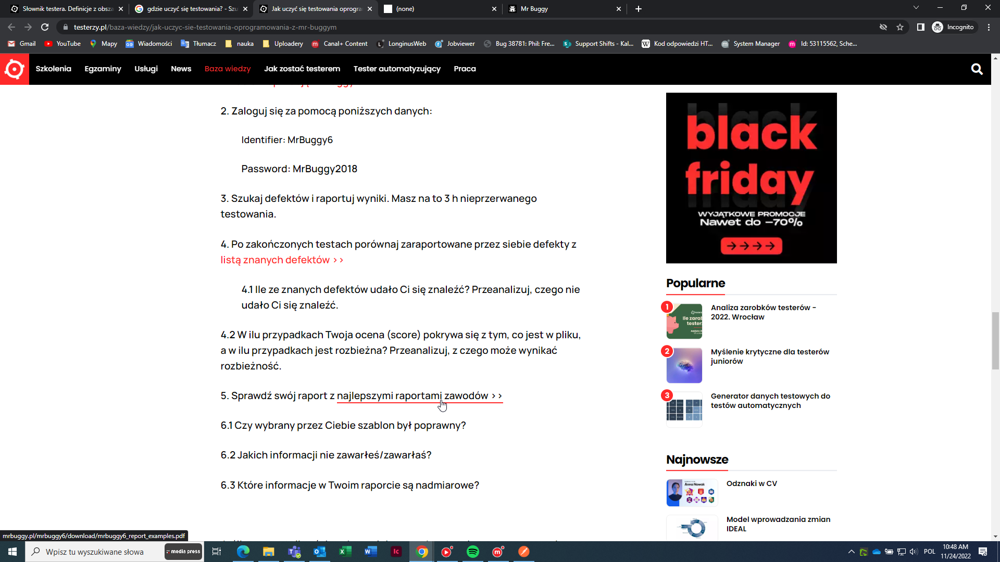 Słownik testera. Definicje z obsza
gdzie uczyć się testowania? - Szu
Jak uczyć się testowania oprogra
(none)
Mr Buggy
testerzy.pl/baza-wiedzy/jak-uczyc-sie-testowania-oprogramowania-z-mr-buggym
Incognito
Gmail
YouTube
Mapy
Wiadomości
Tłumacz
nauka
Uploadery
Canal+ Content
LonginusWeb
Jobviewer
Bug 38781: Phil: Fre...
Support Shifts - Kal...
Kod odpowiedzi HT...
System Manager
Id: 53115562, Sche...
Szkolenia
Egzaminy
Usługi
News
Baza wiedzy
Jak zostać testerem
Tester automatyzujący
Praca
2. Zaloguj się za pomocą poniższych danych:
Identifier: MrBuggy6
Password: MrBuggy2018
3. Szukaj defektów i raportuj wyniki. Masz na to 3 h nieprzerwanego
testowania.
4. Po zakończonych testach porównaj zaraportowane przez siebie defekty z
listą znanych defektów >>
4.1 Ile ze znanych defektów udało Ci się znaleźć? Przeanalizuj, czego nie
udało Ci się znaleźć.
4.2 W ilu przypadkach Twoja ocena (score) pokrywa się z tym, co jest w pliku,
a w ilu przypadkach jest rozbieżna? Przeanalizuj, z czego może wynikać
rozbieżność.
5. Sprawdź swój raport z najlepszymi raportami zawodów >>
6.1 Czy wybrany przez Ciebie szablon był poprawny?
6.2 Jakich informacji nie zawarłeś/zawarłaś?
6.3 Które informacje w Twoim raporcie są nadmiarowe?
black
friday
WYJĄTKOWE PROMOCJE
Nawet do -70%
Popularne
1
Analiza zarobków testerów -
2022. Wrocław
2
Myślenie krytyczne dla testerów
juniorów
3
Generator danych testowych do
testów automatycznych
Najnowsze
Anna Nowak
Odznaki w CV
Model wprowadzania zmian
IDEAL
mrbuggy.pl/mrbuggy6/download/mrbuggy6_report_examples.pdf
Wpisz tu wyszukiwane słowa
media press
POL
10:48 AM
11/24/2022